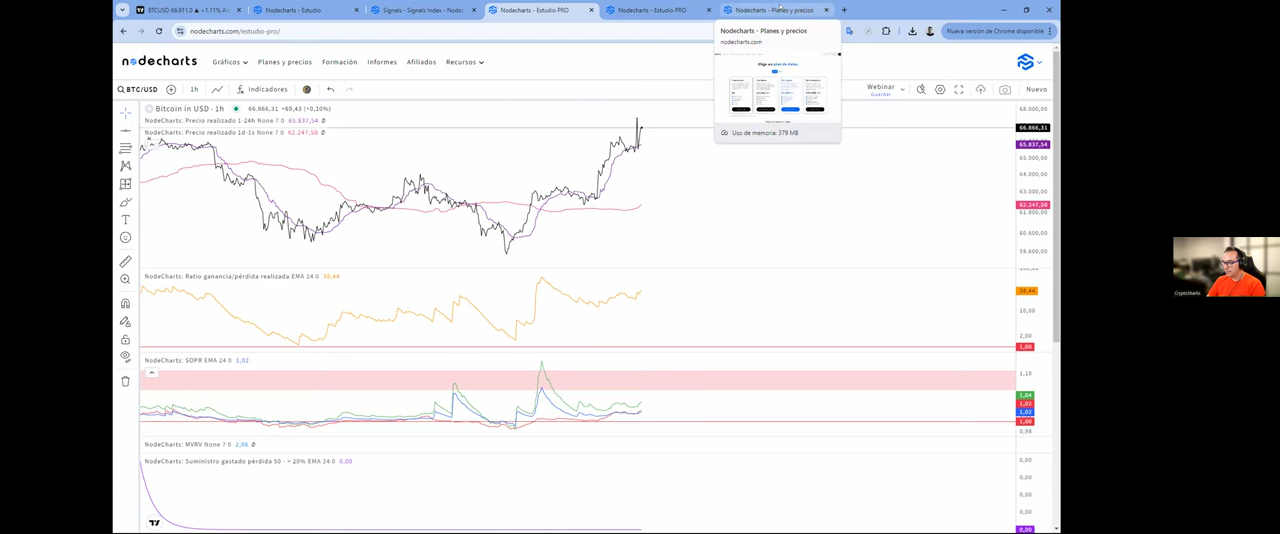 BTCUSD 66.911,0 ▲ +1.11%
Nodecharts - Estudio
Signals - Signals Index - Nodec
Nodecharts - Estudio PRO
Nodecharts - Estudio PRO
Nodecharts - Planes y precios
nodecharts.com/estudio-pro/
Nueva versión de Chrome disponible
Nodecharts - Planes y precios
nodecharts.com
Uso de memoria: 379 MB
nodecharts
Gráficos
Planes y precios
Formación
Informes
Afiliados
Recursos
BTC/USD
1h
Indicadores
Webinar
Guardar
Nuevo
Bitcoin in USD · 1h
66.866,31 +69,43 (+0,10%)
NodeCharts: Precio realizado 1-24h None 7 0 65.837,54 Ø
NodeCharts: Precio realizado 1d-1s None 7 0 62.247,50 Ø
68.000,00
66.866,31
65.837,54
65.000,00
64.000,00
63.000,00
62.247,50
61.800,00
60.600,00
59.600,00
NodeCharts: Ratio ganancia/pérdida realizada EMA 24 0 38,44
38,44
10,00
2,00
1,00
NodeCharts: SOPR EMA 24 0 1,02
1,10
1,04
1,02
1,02
1,00
0,98
NodeCharts: MVRV None 7 0 2,06 Ø
NodeCharts: Suministro gastado pérdida 50 - > 20% EMA 24 0 0,00
0,00
0,00
0,00
0,00
0,00
CryptoSharks